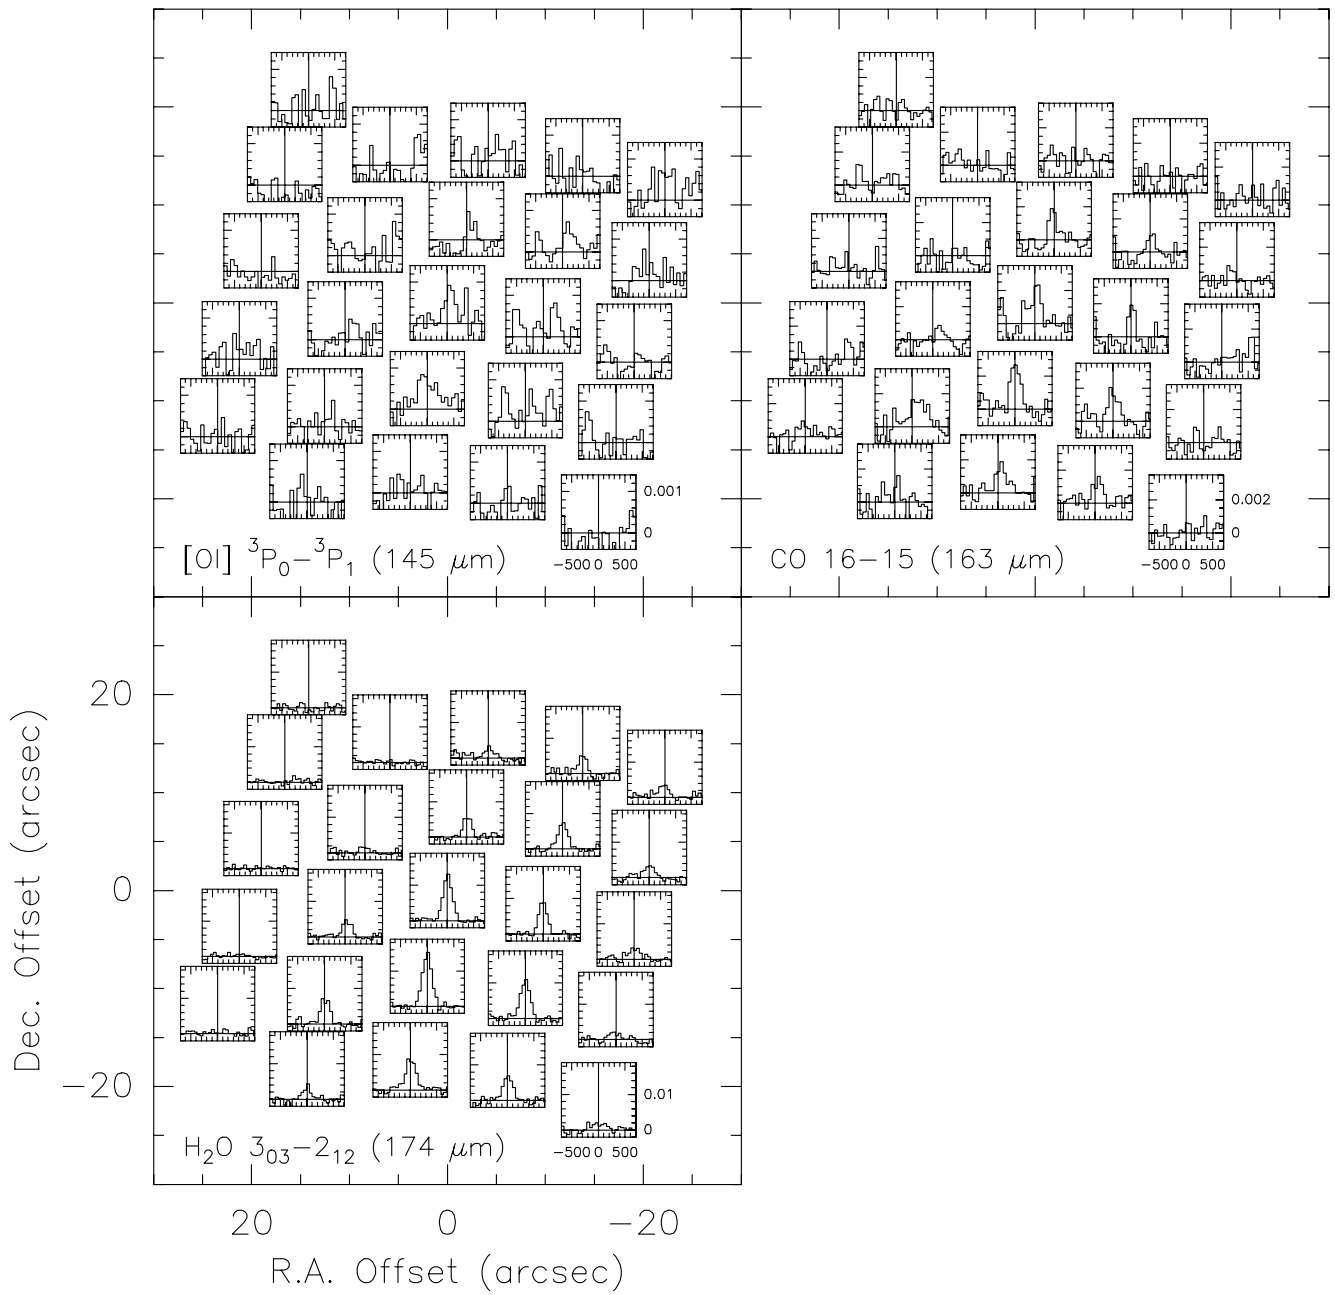 0.001
0
[OI] ³P₀−³P₁ (145 μm)
−500 0 500
0.002
0
CO 16−15 (163 μm)
−500 0 500
20
0
−20
Dec. Offset (arcsec)
0.01
0
H₂O 3₀₃−2₁₂ (174 μm)
−500 0 500
20 0 −20
R.A. Offset (arcsec)